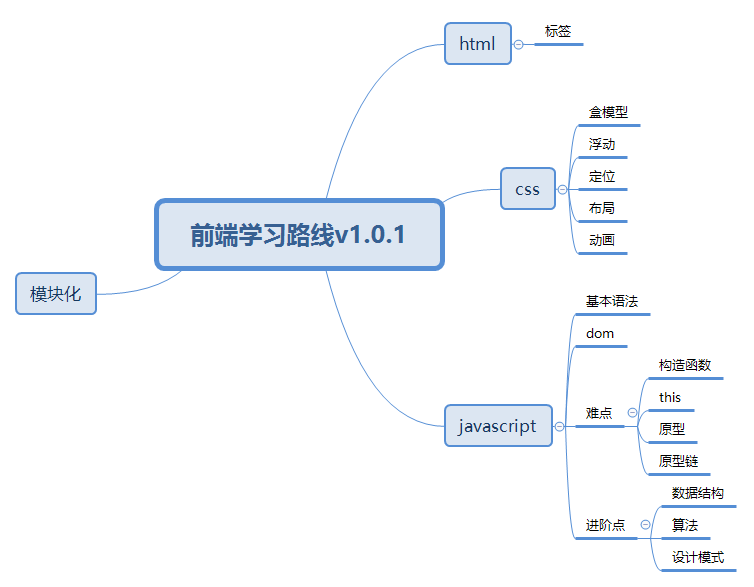 html
标签
css
盒模型
浮动
定位
布局
动画
前端学习路线v1.0.1
模块化
javascript
基本语法
dom
难点
构造函数
this
原型
原型链
进阶点
数据结构
算法
设计模式